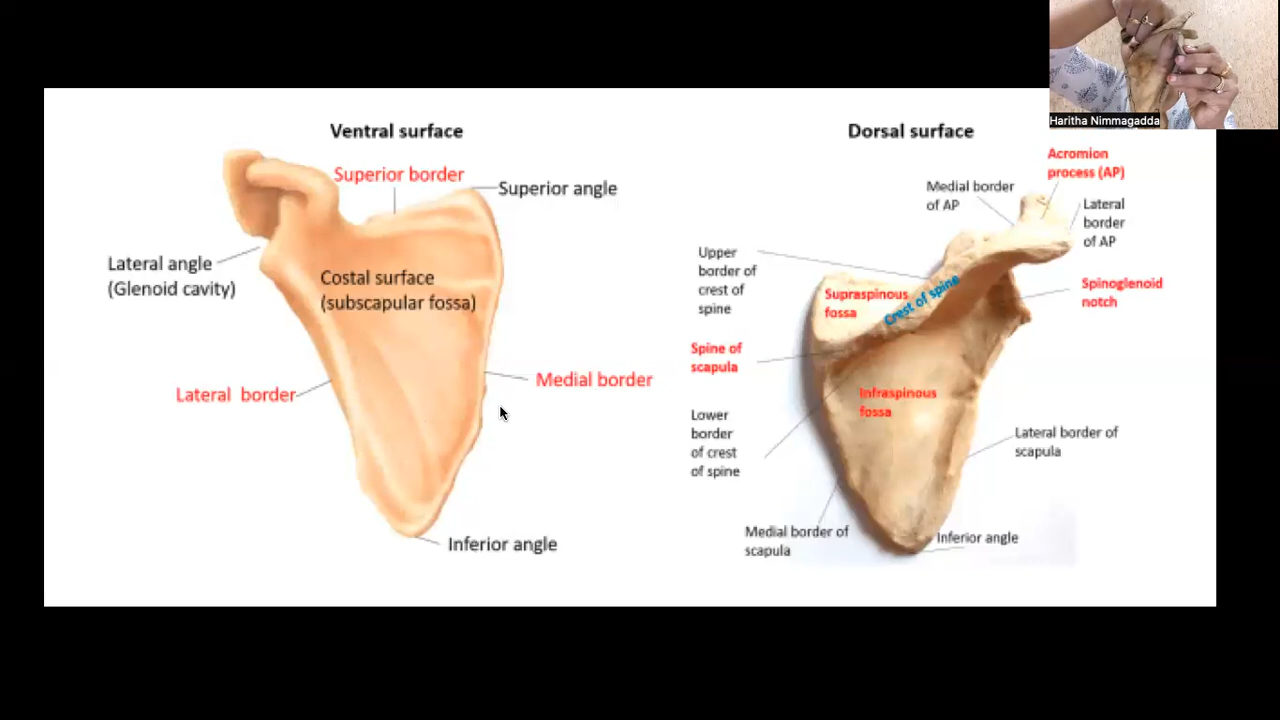 Haritha Nimmagadda
Ventral surface
Superior border
Superior angle
Lateral angle
(Glenoid cavity)
Costal surface
(subscapular fossa)
Lateral border
Medial border
Inferior angle
Dorsal surface
Acromion
process (AP)
Medial border
of AP
Lateral
border
of AP
Upper
border of
crest of
spine
Supraspinous
fossa
Crest of spine
Spinoglenoid
notch
Spine of
scapula
Infraspinous
fossa
Lower
border
of crest
of spine
Lateral border of
scapula
Medial border of
scapula
Inferior angle